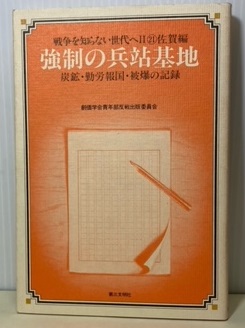 戦争を知らない世代へⅡ㉑佐賀編
強制の兵站基地
炭鉱・勤労報国・被爆の記録
創価学会青年部反戦出版委員会
第三文明社